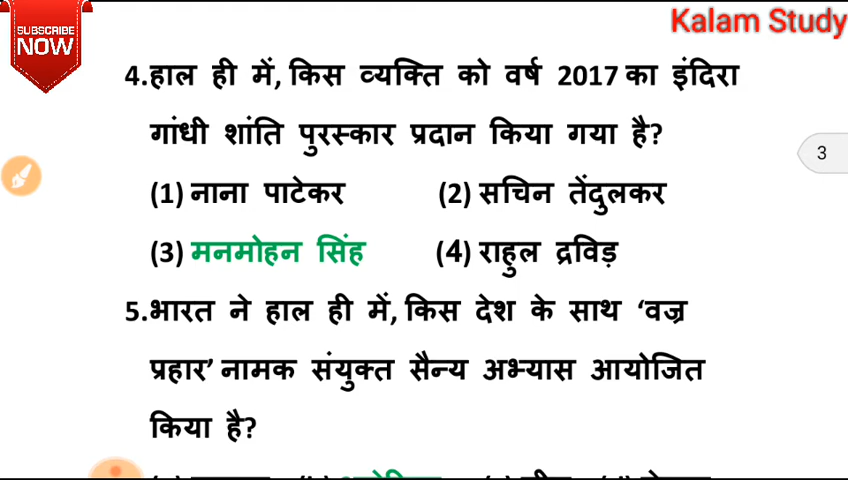 SUBSCRIBE
NOW
Kalam Study
4.हाल ही में, किस व्यक्ति को वर्ष 2017 का इंदिरा
गांधी शांति पुरस्कार प्रदान किया गया है?
(1) नाना पाटेकर (2) सचिन तेंदुलकर
(3) मनमोहन सिंह (4) राहुल द्रविड़
3
5.भारत ने हाल ही में, किस देश के साथ ‘वज्र
प्रहार’ नामक संयुक्त सैन्य अभ्यास आयोजित
किया है?